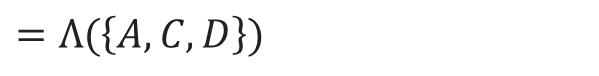 = Λ({A, C, D})